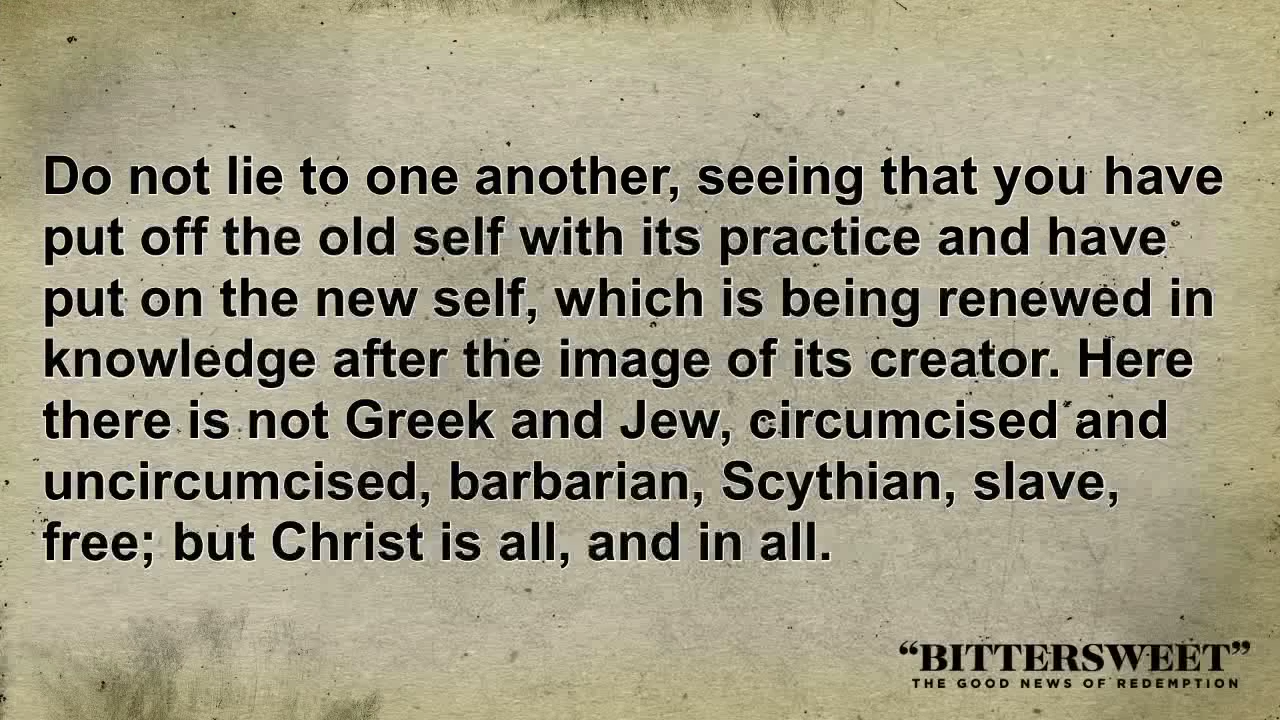 Do not lie to one another, seeing that you have
put off the old self with its practice and have
put on the new self, which is being renewed in
knowledge after the image of its creator. Here
there is not Greek and Jew, circumcised and
uncircumcised, barbarian, Scythian, slave,
free; but Christ is all, and in all.
“BITTERSWEET”
THE GOOD NEWS OF REDEMPTION